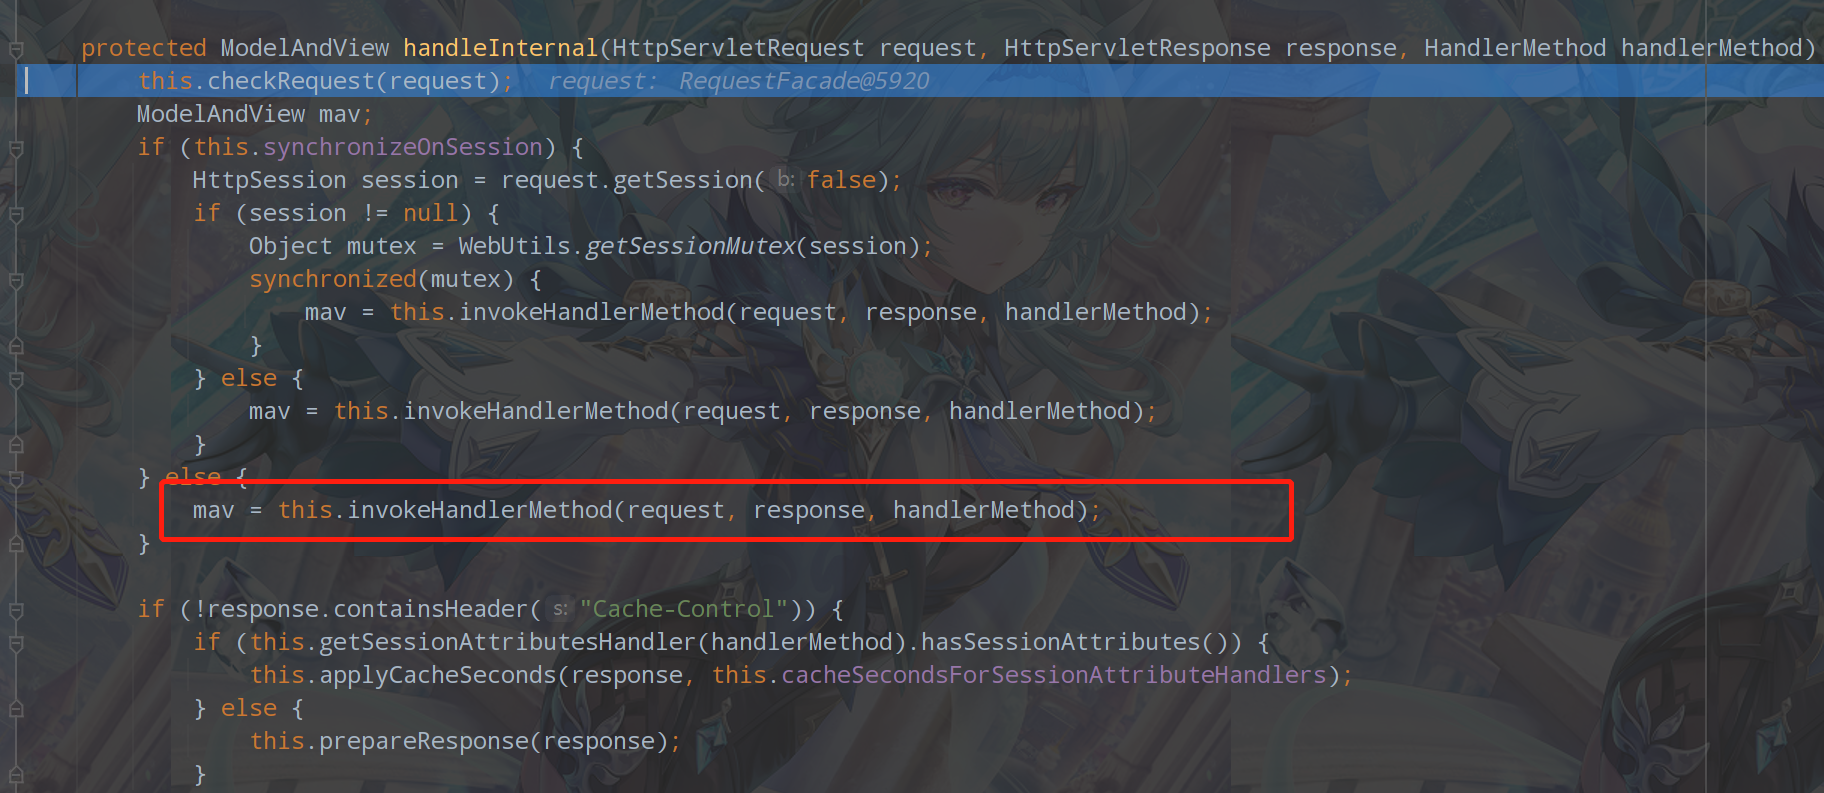 protected ModelAndView handleInternal(HttpServletRequest request, HttpServletResponse response, HandlerMethod handlerMethod)
this.checkRequest(request); request: RequestFacade@5920
ModelAndView mav;
if (this.synchronizeOnSession) {
HttpSession session = request.getSession( b: false);
if (session != null) {
Object mutex = WebUtils.getSessionMutex(session);
synchronized(mutex) {
mav = this.invokeHandlerMethod(request, response, handlerMethod);
}
} else {
mav = this.invokeHandlerMethod(request, response, handlerMethod);
}
} else {
mav = this.invokeHandlerMethod(request, response, handlerMethod);
}
if (!response.containsHeader( s: "Cache-Control")) {
if (this.getSessionAttributesHandler(handlerMethod).hasSessionAttributes()) {
this.applyCacheSeconds(response, this.cacheSecondsForSessionAttributeHandlers);
} else {
this.prepareResponse(response);
}